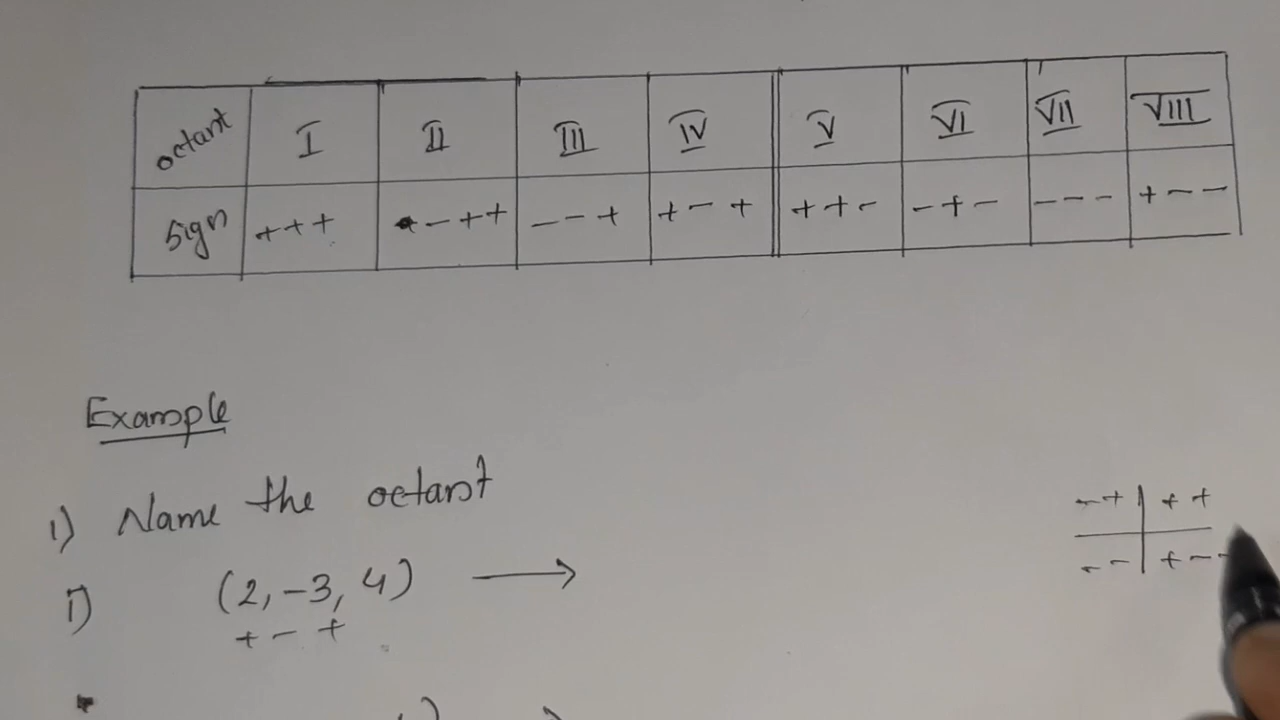 octant I II III IV V VI VII VIII
Sign +++ -++ --+ +-+ ++- -+- --- +--
Example
1) Name the octant
i) (2, -3, 4) →
+ - +
-+ ++
-- +-